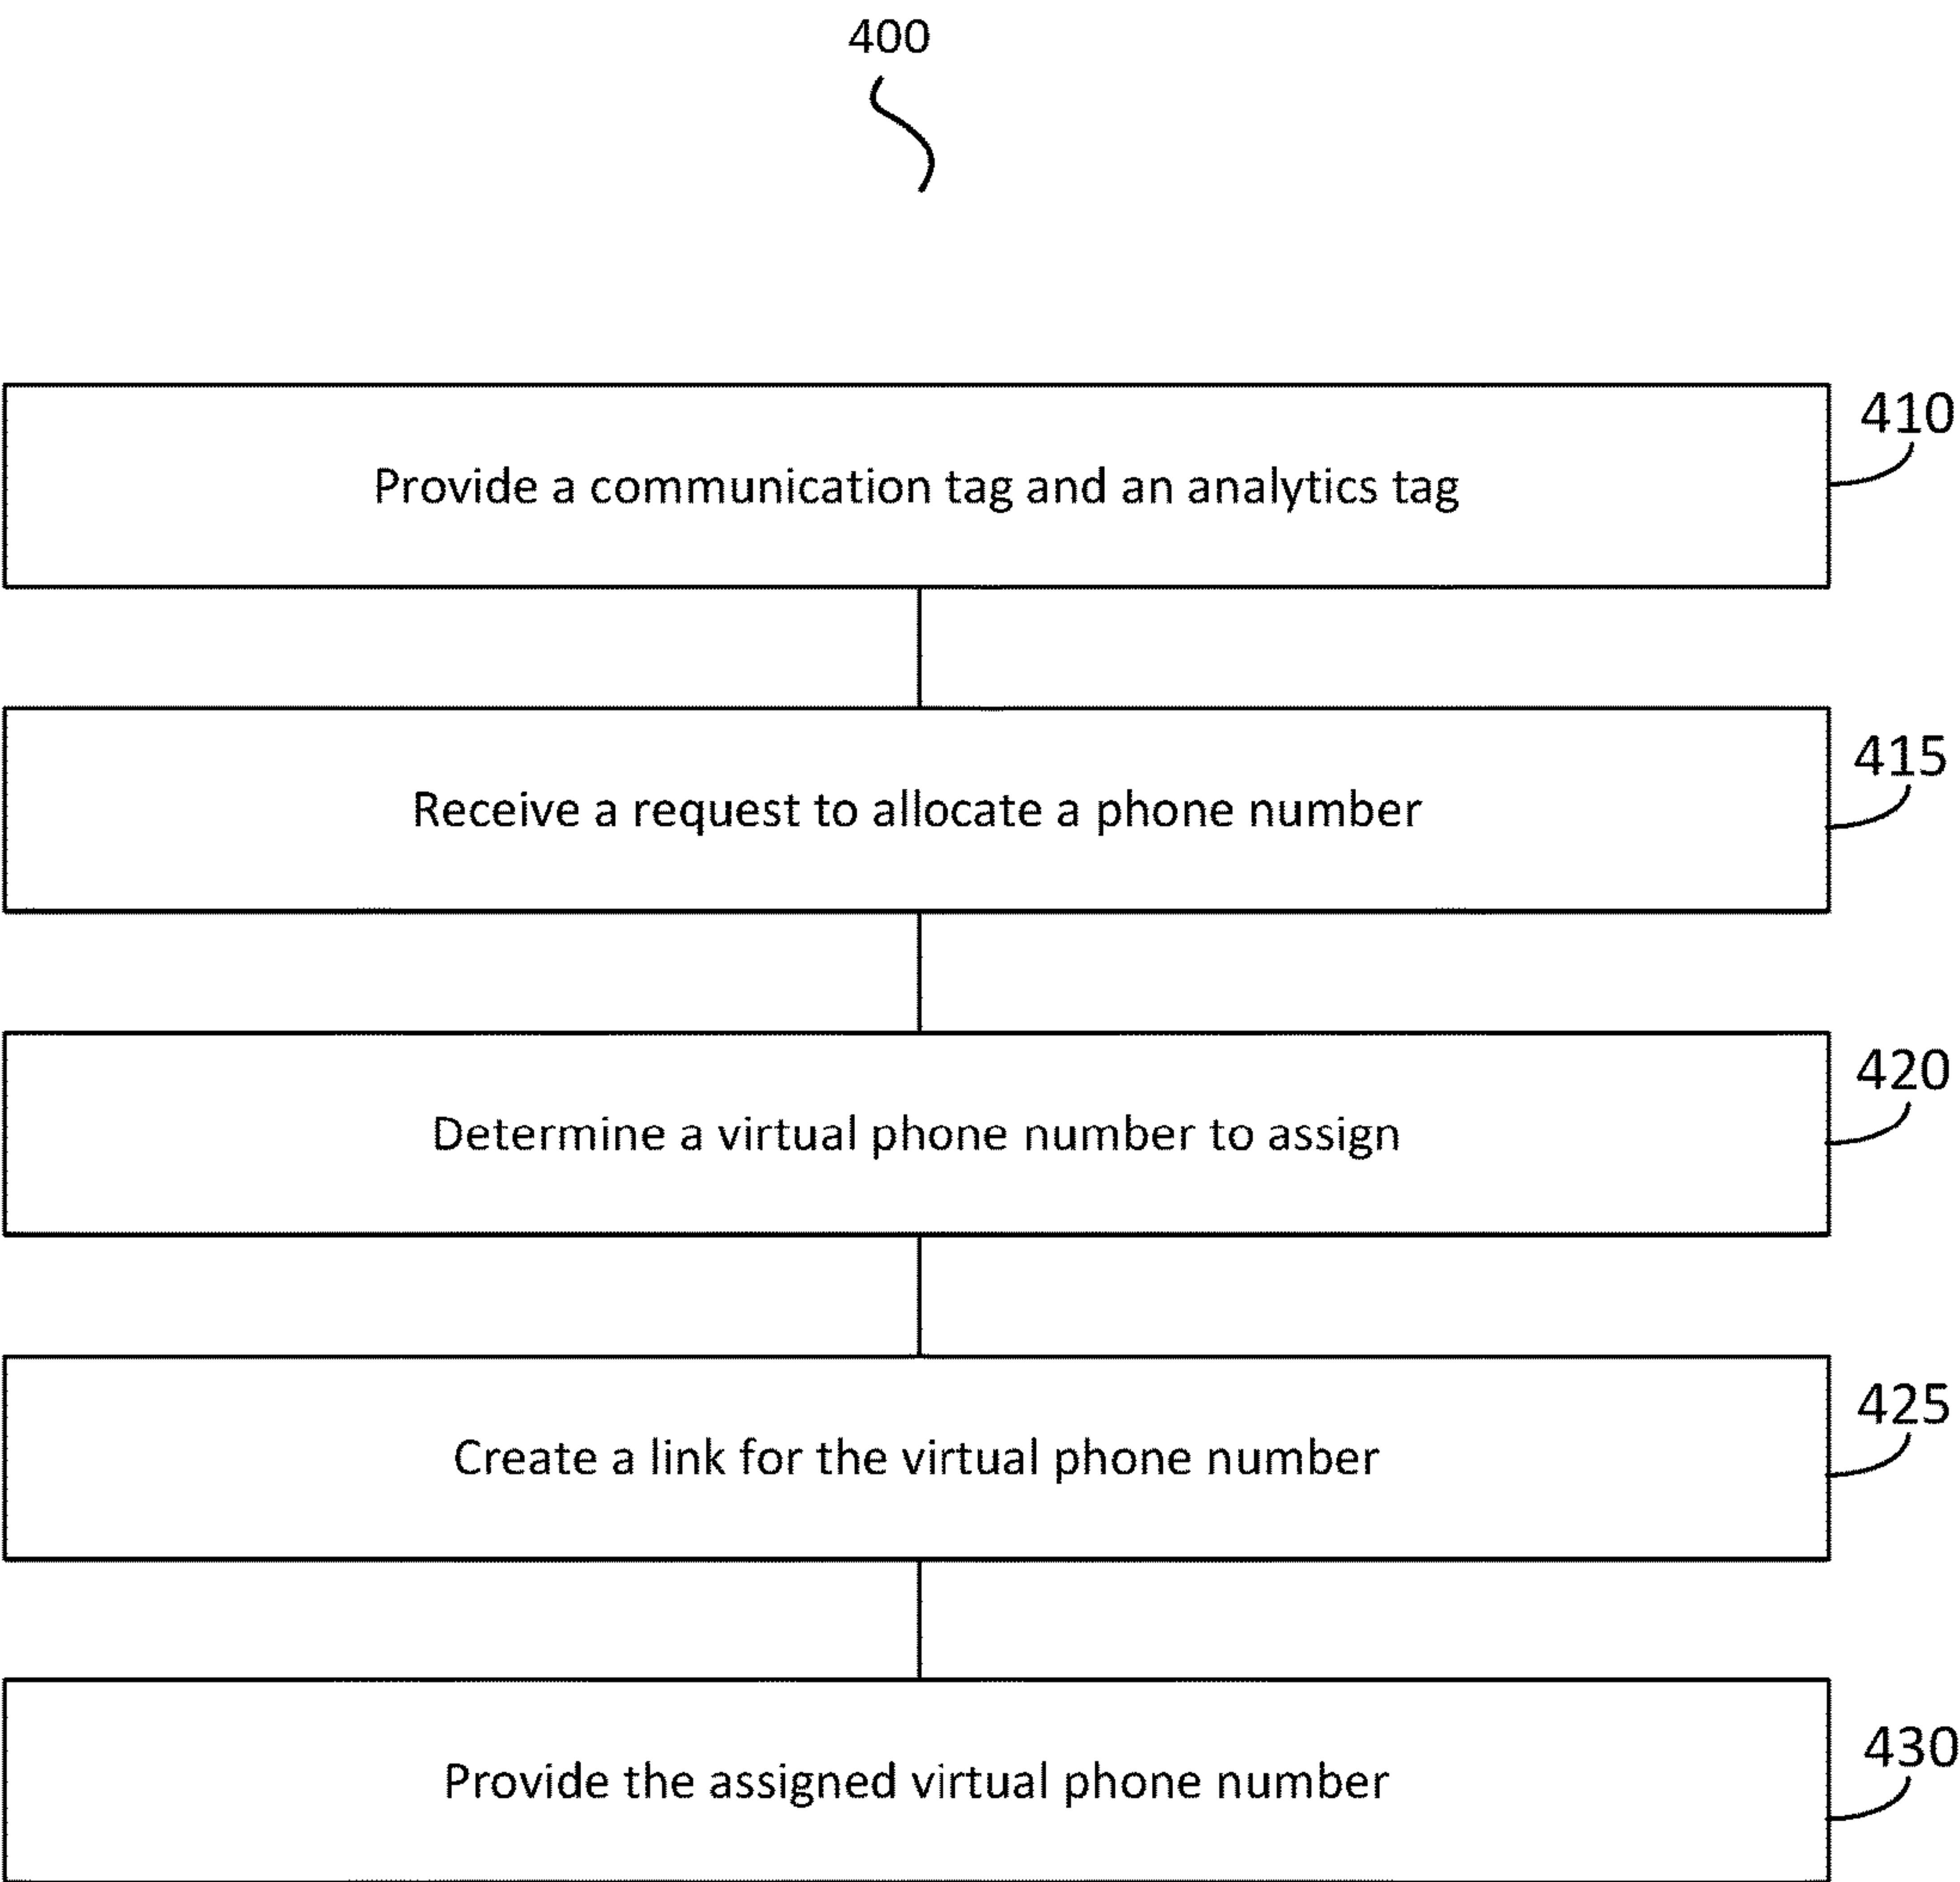 400
Provide a communication tag and an analytics tag
410
Receive a request to allocate a phone number
415
Determine a virtual phone number to assign
420
Create a link for the virtual phone number
425
Provide the assigned virtual phone number
430